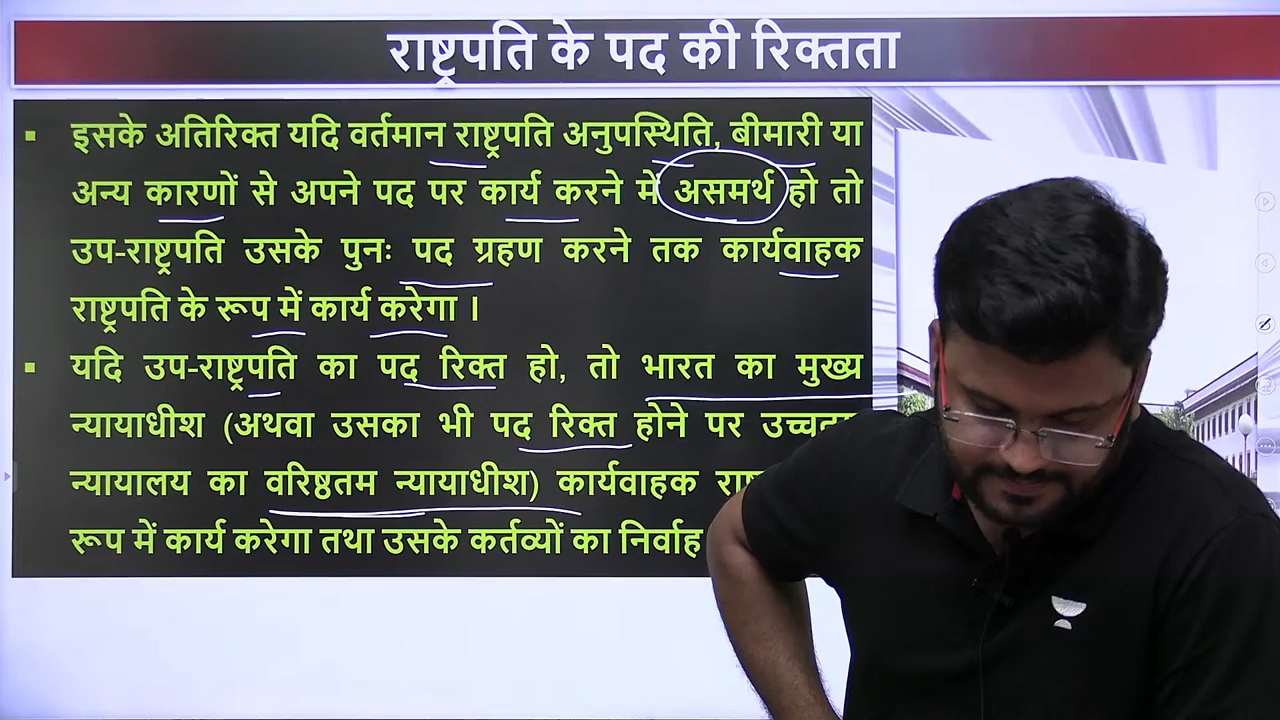 राष्ट्रपति के पद की रिक्तता
इसके अतिरिक्त यदि वर्तमान राष्ट्रपति अनुपस्थिति, बीमारी या
अन्य कारणों से अपने पद पर कार्य करने में असमर्थ हो तो
उप-राष्ट्रपति उसके पुनः पद ग्रहण करने तक कार्यवाहक
राष्ट्रपति के रूप में कार्य करेगा ।
यदि उप-राष्ट्रपति का पद रिक्त हो, तो भारत का मुख्य
न्यायाधीश (अथवा उसका भी पद रिक्त होने पर
न्यायालय का वरिष्ठतम न्यायाधीश) कार्यवाहक
रूप में कार्य करेगा तथा उसके कर्तव्यों का निर्वाह